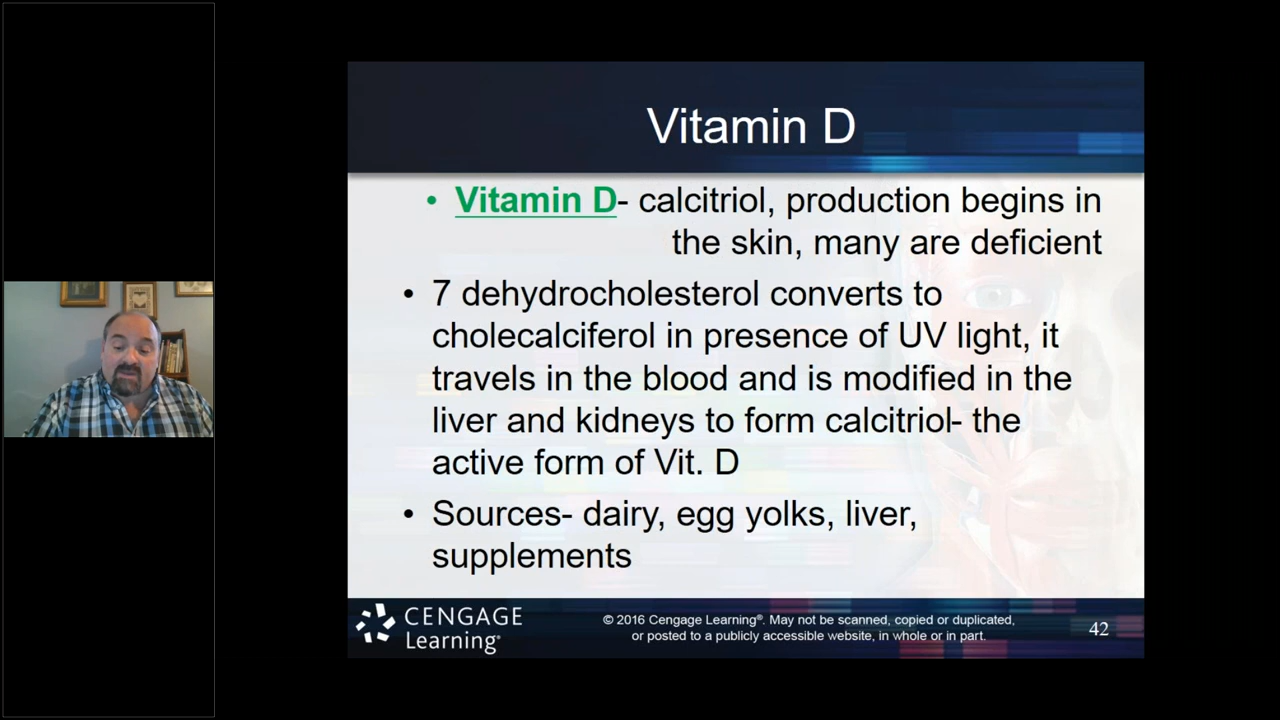 Vitamin D
• Vitamin D- calcitriol, production begins in
the skin, many are deficient
• 7 dehydrocholesterol converts to
cholecalciferol in presence of UV light, it
travels in the blood and is modified in the
liver and kidneys to form calcitriol- the
active form of Vit. D
• Sources- dairy, egg yolks, liver,
supplements
CENGAGE
Learning®
© 2016 Cengage Learning®. May not be scanned, copied or duplicated,
or posted to a publicly accessible website, in whole or in part.
42